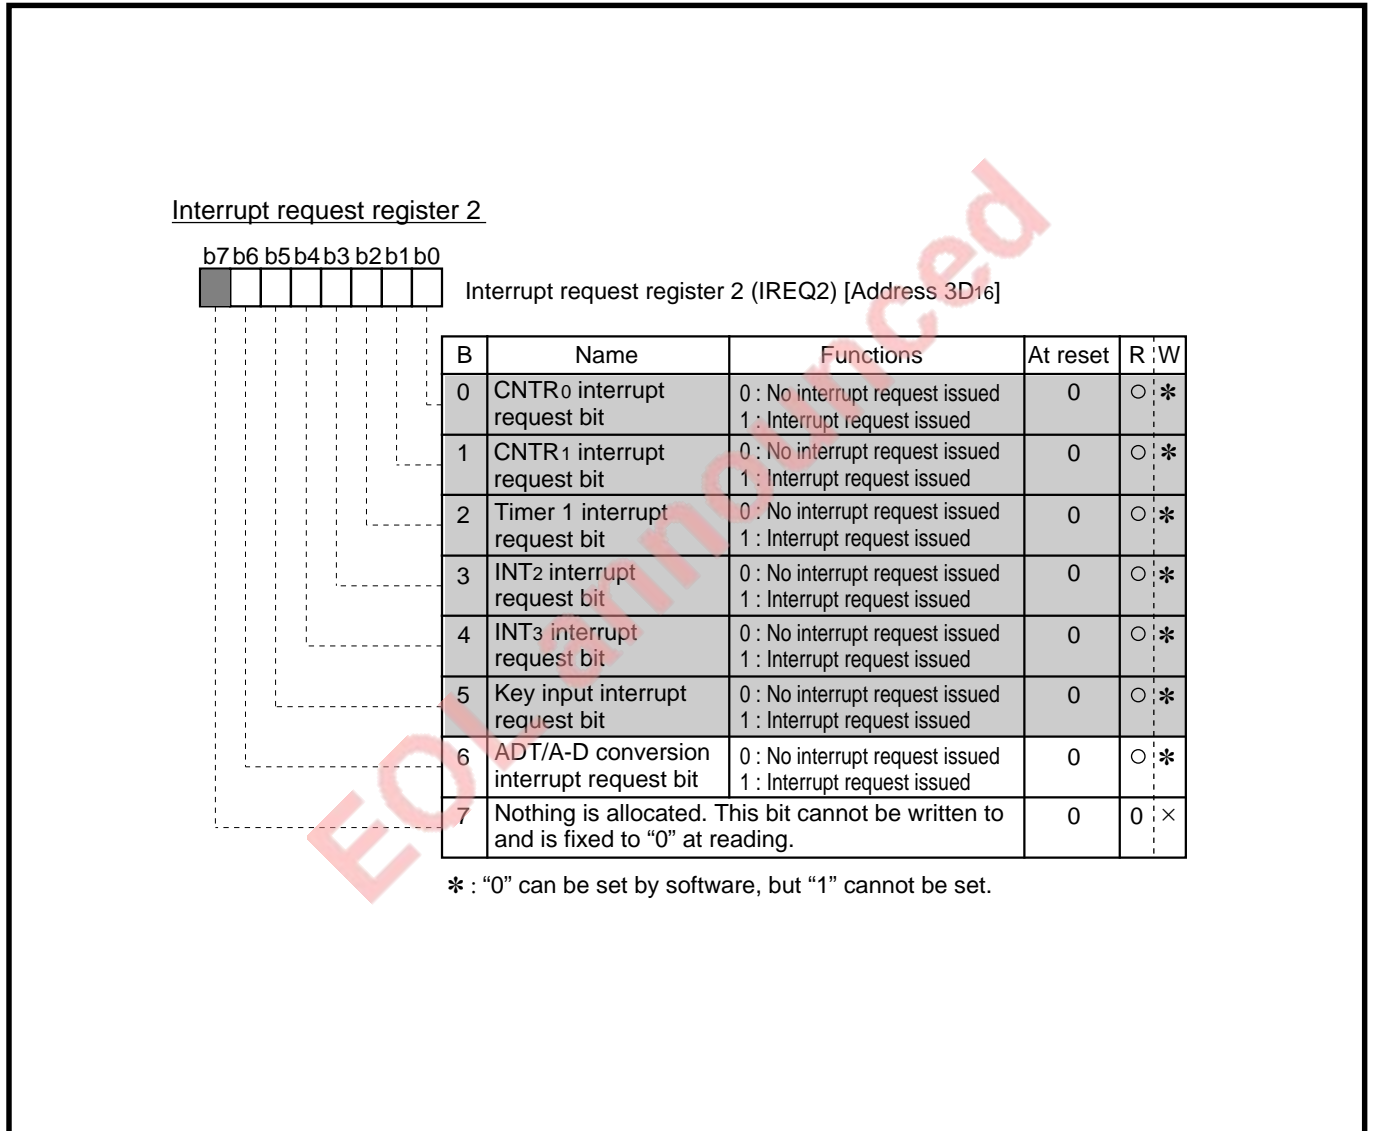 Interrupt request register 2
b7 b6 b5 b4 b3 b2 b1 b0
Interrupt request register 2 (IREQ2) [Address 3D16]
B Name Functions At reset R W
0 CNTR0 interrupt request bit 0 : No interrupt request issued 0 ○ ✻
1 : Interrupt request issued
1 CNTR1 interrupt request bit 0 : No interrupt request issued 0 ○ ✻
1 : Interrupt request issued
2 Timer 1 interrupt request bit 0 : No interrupt request issued 0 ○ ✻
1 : Interrupt request issued
3 INT2 interrupt request bit 0 : No interrupt request issued 0 ○ ✻
1 : Interrupt request issued
4 INT3 interrupt request bit 0 : No interrupt request issued 0 ○ ✻
1 : Interrupt request issued
5 Key input interrupt request bit 0 : No interrupt request issued 0 ○ ✻
1 : Interrupt request issued
6 ADT/A-D conversion interrupt request bit 0 : No interrupt request issued 0 ○ ✻
1 : Interrupt request issued
7 Nothing is allocated. This bit cannot be written to 0 0 ×
and is fixed to “0” at reading.
✻ : “0” can be set by software, but “1” cannot be set.
EOL announced